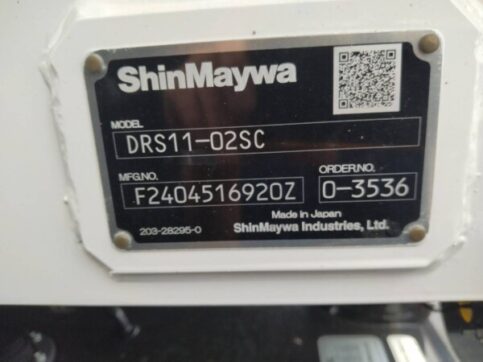 ShinMaywa
MODEL
DRS11-02SC
MFG.NO.
F2404516920Z
ORDER.NO.
0-3536
Made in Japan
203-28295-0
ShinMaywa Industries, Ltd.